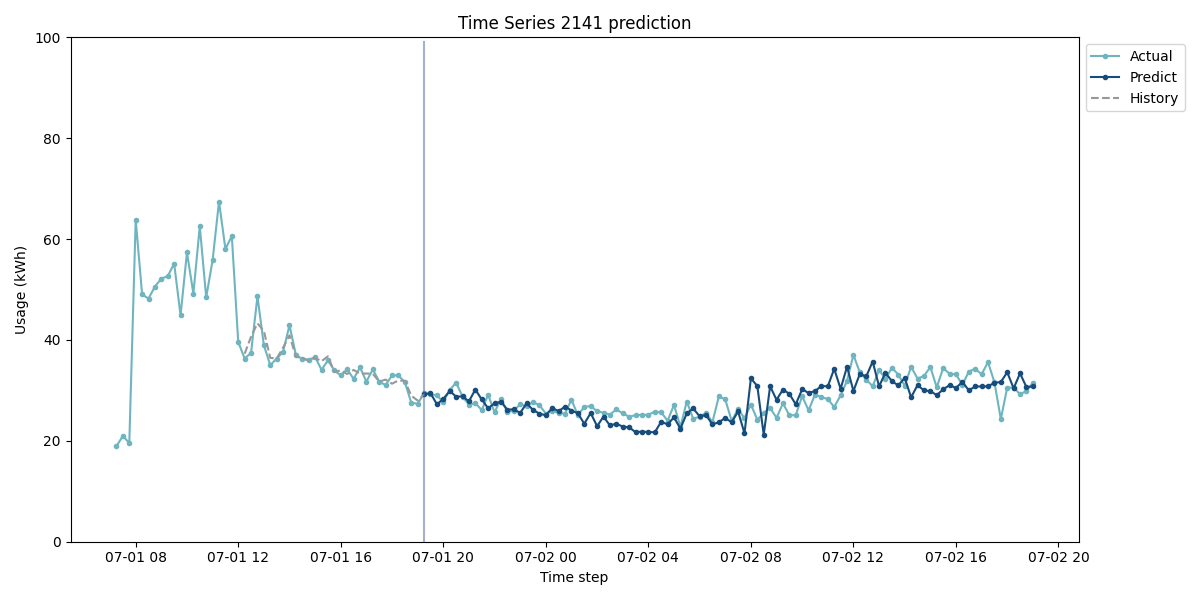 Time Series 2141 prediction
100
80
60
40
20
0
Usage (kWh)
07-01 08
07-01 12
07-01 16
07-01 20
07-02 00
07-02 04
07-02 08
07-02 12
07-02 16
07-02 20
Time step
Actual
Predict
History